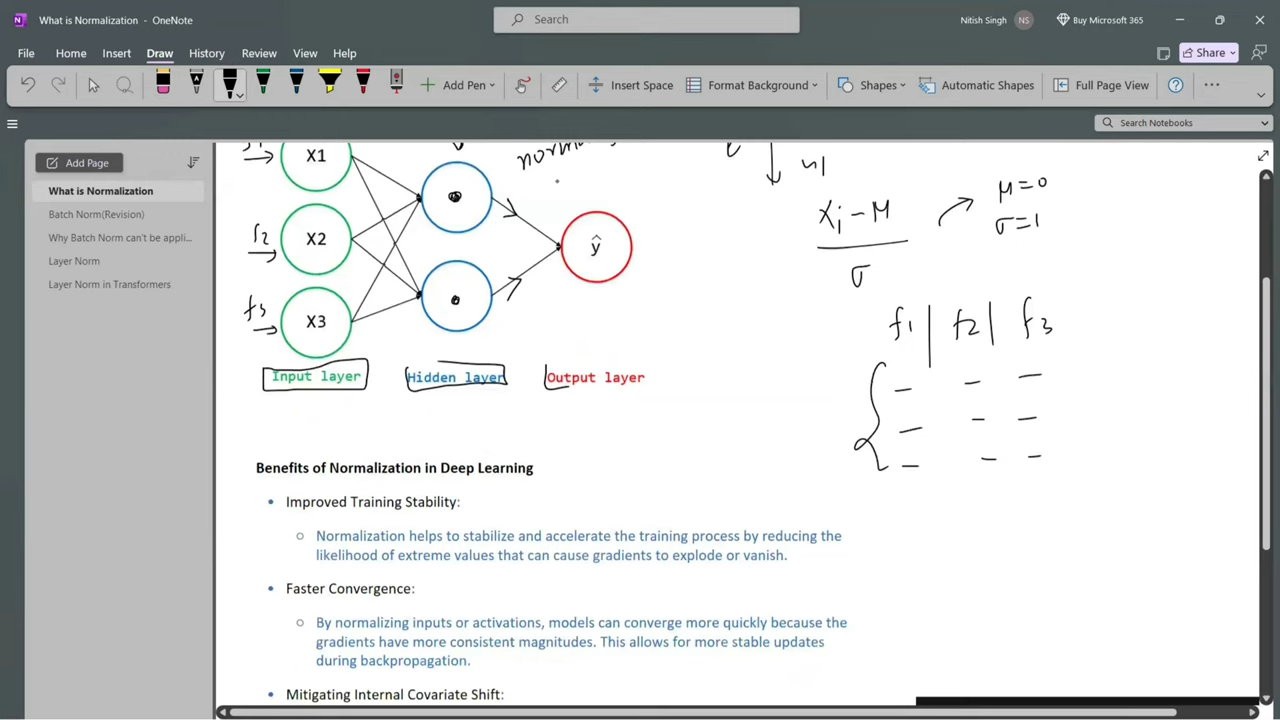 What is Normalization - OneNote
Search
Nitish Singh NS
Buy Microsoft 365
File Home Insert Draw History Review View Help
Share
Add Pen
Insert Space
Format Background
Shapes
Automatic Shapes
Full Page View
Search Notebooks
Add Page
What is Normalization
Batch Norm(Revision)
Why Batch Norm can't be appli...
Layer Norm
Layer Norm in Transformers
X1
f2
X2
f3
X3
ŷ
Input layer Hidden layer Output layer
xi - μ
σ
μ=0
σ=1
f1 | f2 | f3
Benefits of Normalization in Deep Learning
• Improved Training Stability:
○ Normalization helps to stabilize and accelerate the training process by reducing the
likelihood of extreme values that can cause gradients to explode or vanish.
• Faster Convergence:
○ By normalizing inputs or activations, models can converge more quickly because the
gradients have more consistent magnitudes. This allows for more stable updates
during backpropagation.
• Mitigating Internal Covariate Shift: